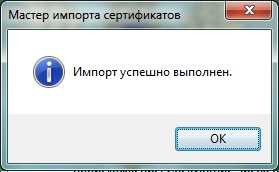 Мастер импорта сертификатов
Импорт успешно выполнен.
OK